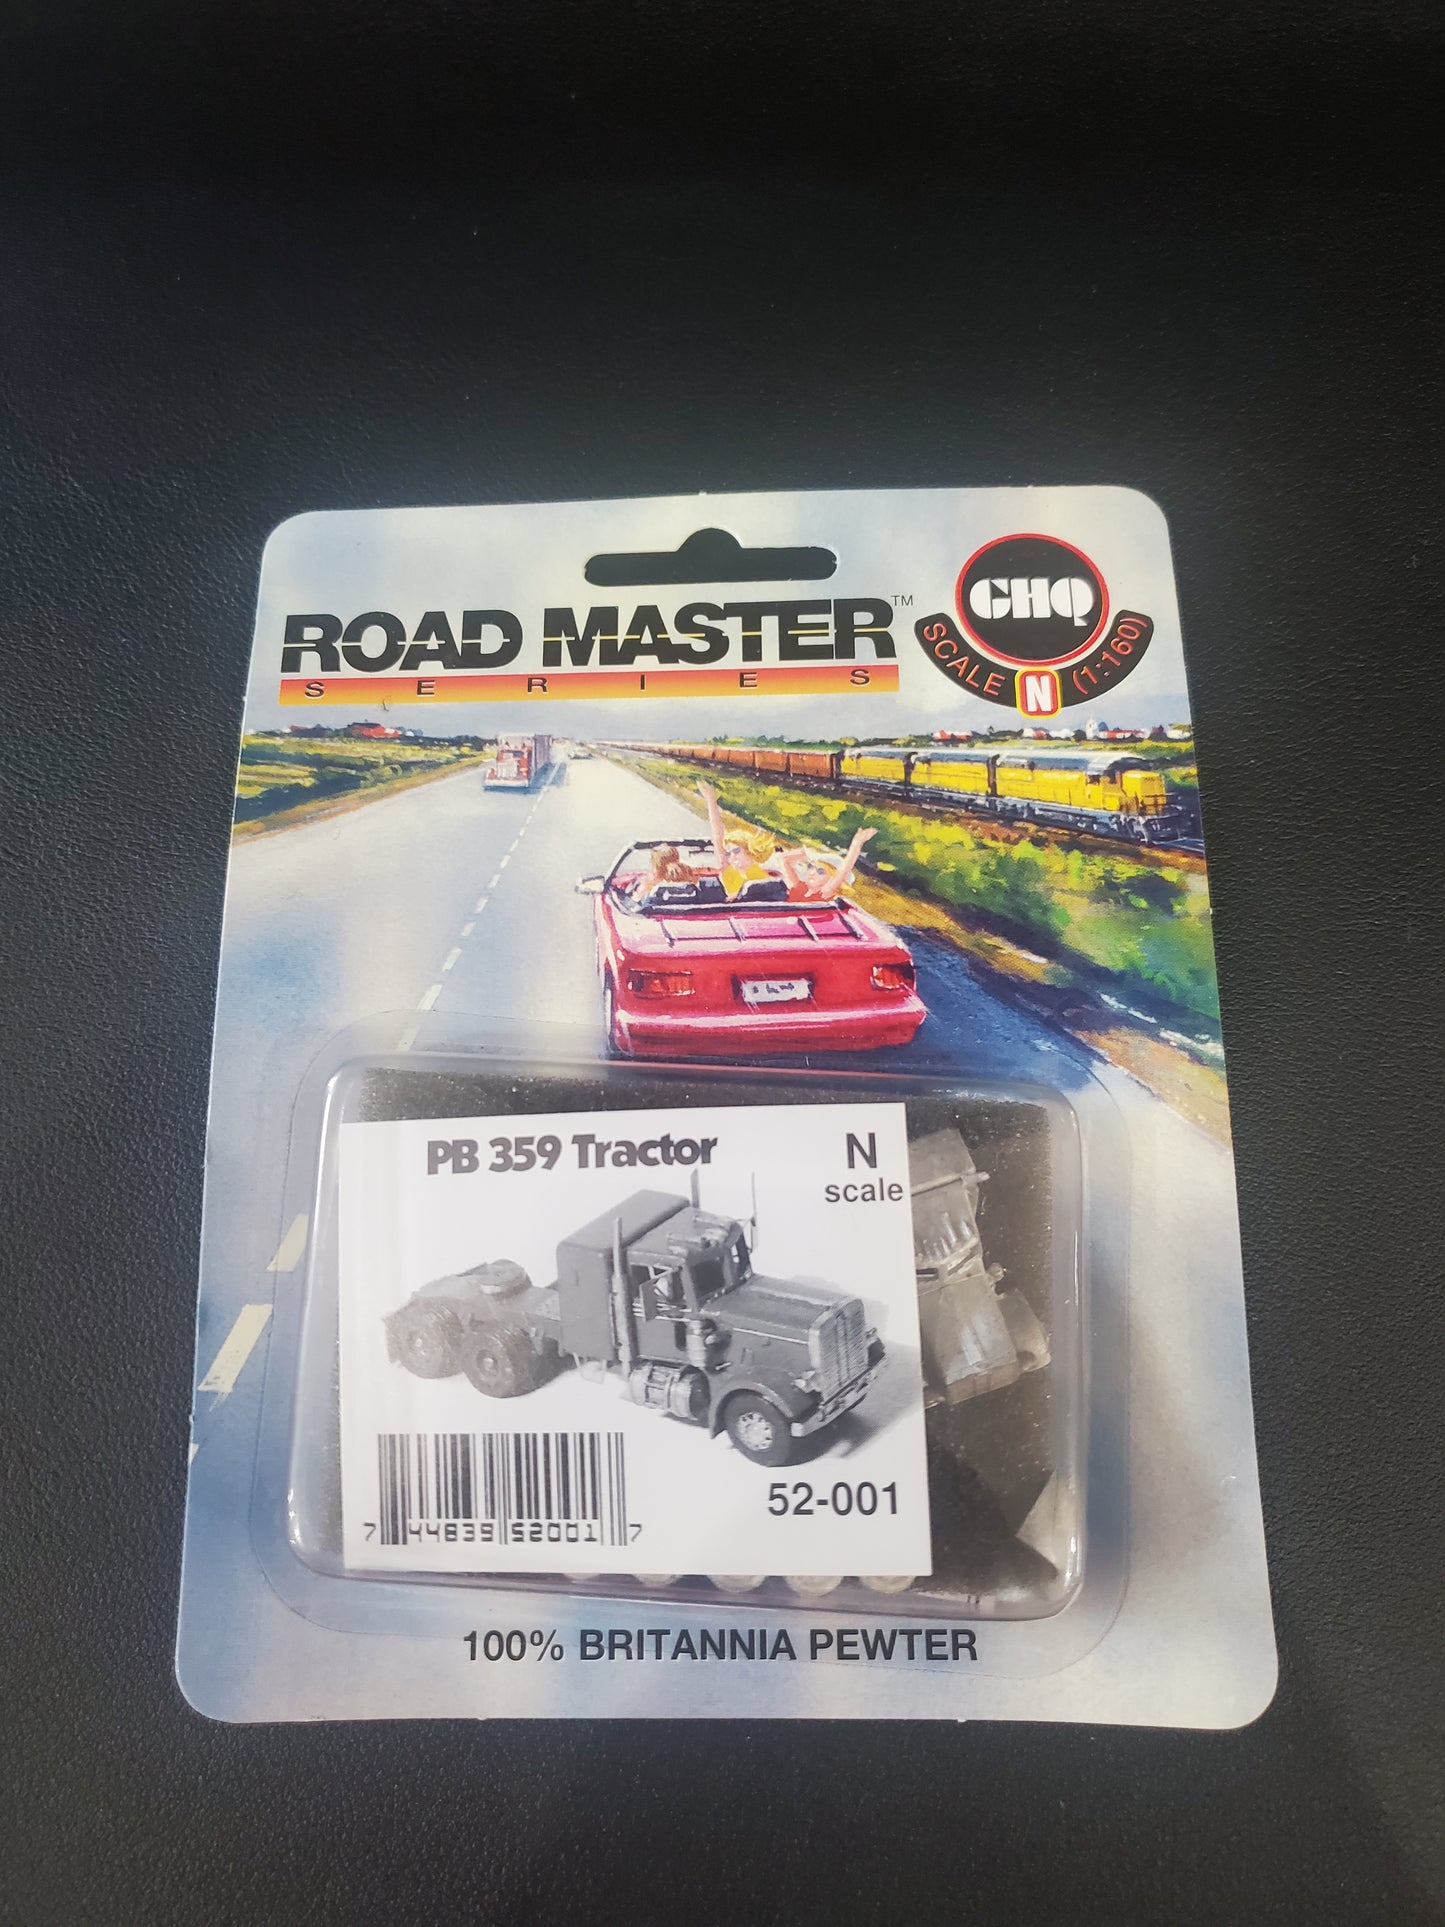 ROAD MASTER™
SERIES
GHQ
SCALE N (1:160)
PB 359 Tractor
N
scale
52-001
7 44839 52001 7
100% BRITANNIA PEWTER